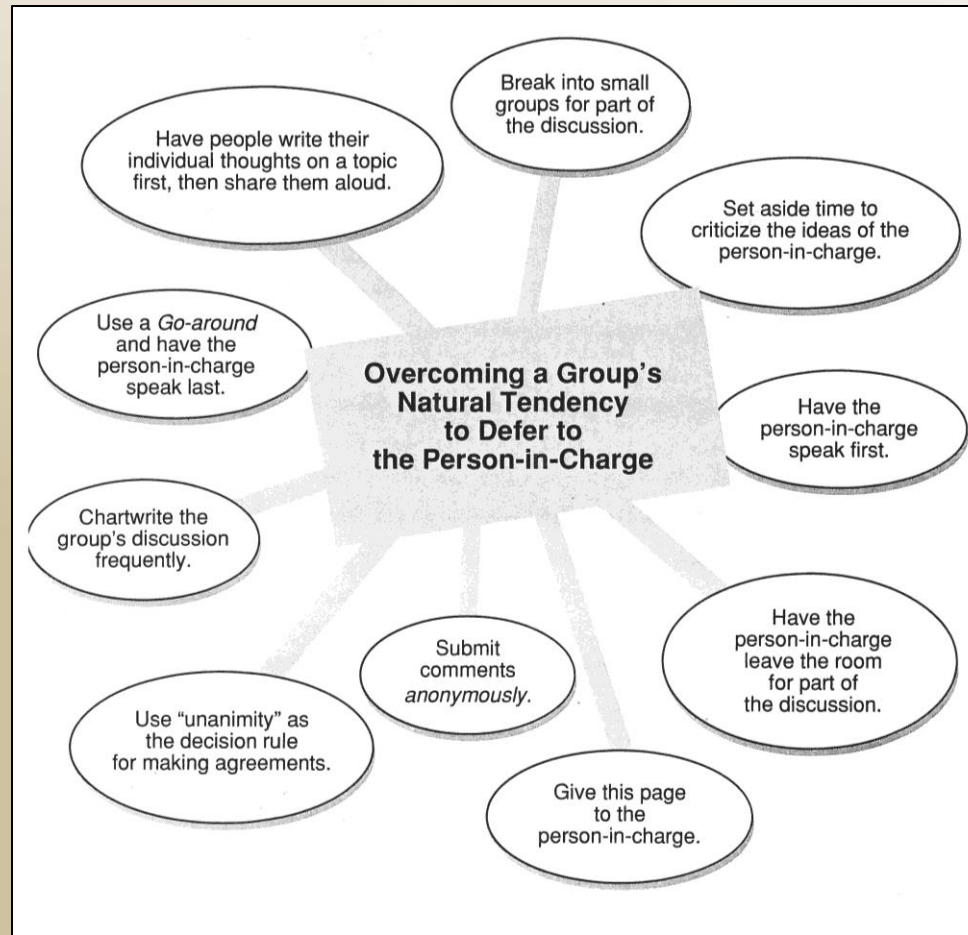 Break into small
groups for part of
the discussion.
Have people write their
individual thoughts on a topic
first, then share them aloud.
Set aside time to
criticize the ideas of the
person-in-charge.
Use a Go-around
and have the
person-in-charge
speak last.
Overcoming a Group's
Natural Tendency
to Defer to
the Person-in-Charge
Have the
person-in-charge
speak first.
Chartwrite the
group's discussion
frequently.
Have the
person-in-charge
leave the room
for part of
the discussion.
Submit
comments
anonymously.
Use “unanimity” as
the decision rule
for making agreements.
Give this page
to the
person-in-charge.